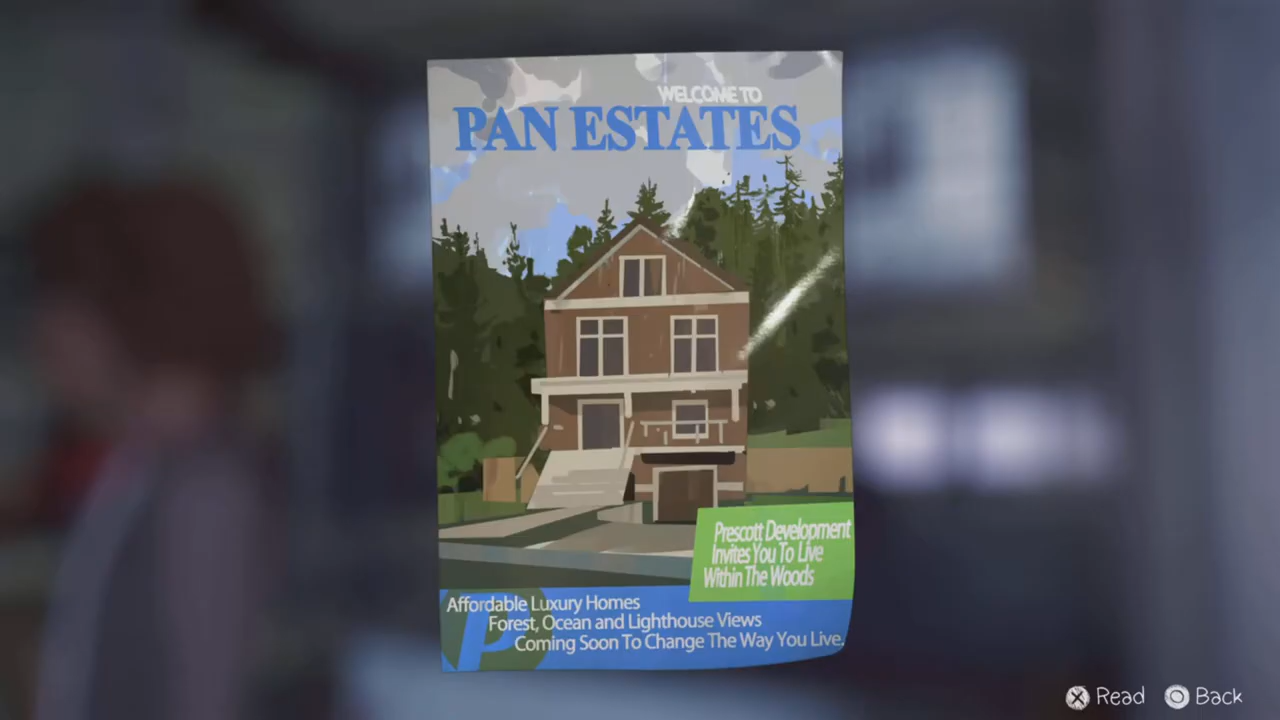 WELCOME TO
PAN ESTATES
Prescott Development
Invites You To Live
Within The Woods
Affordable Luxury Homes
Forest, Ocean and Lighthouse Views
Coming Soon To Change The Way You Live.
P
Read
Back